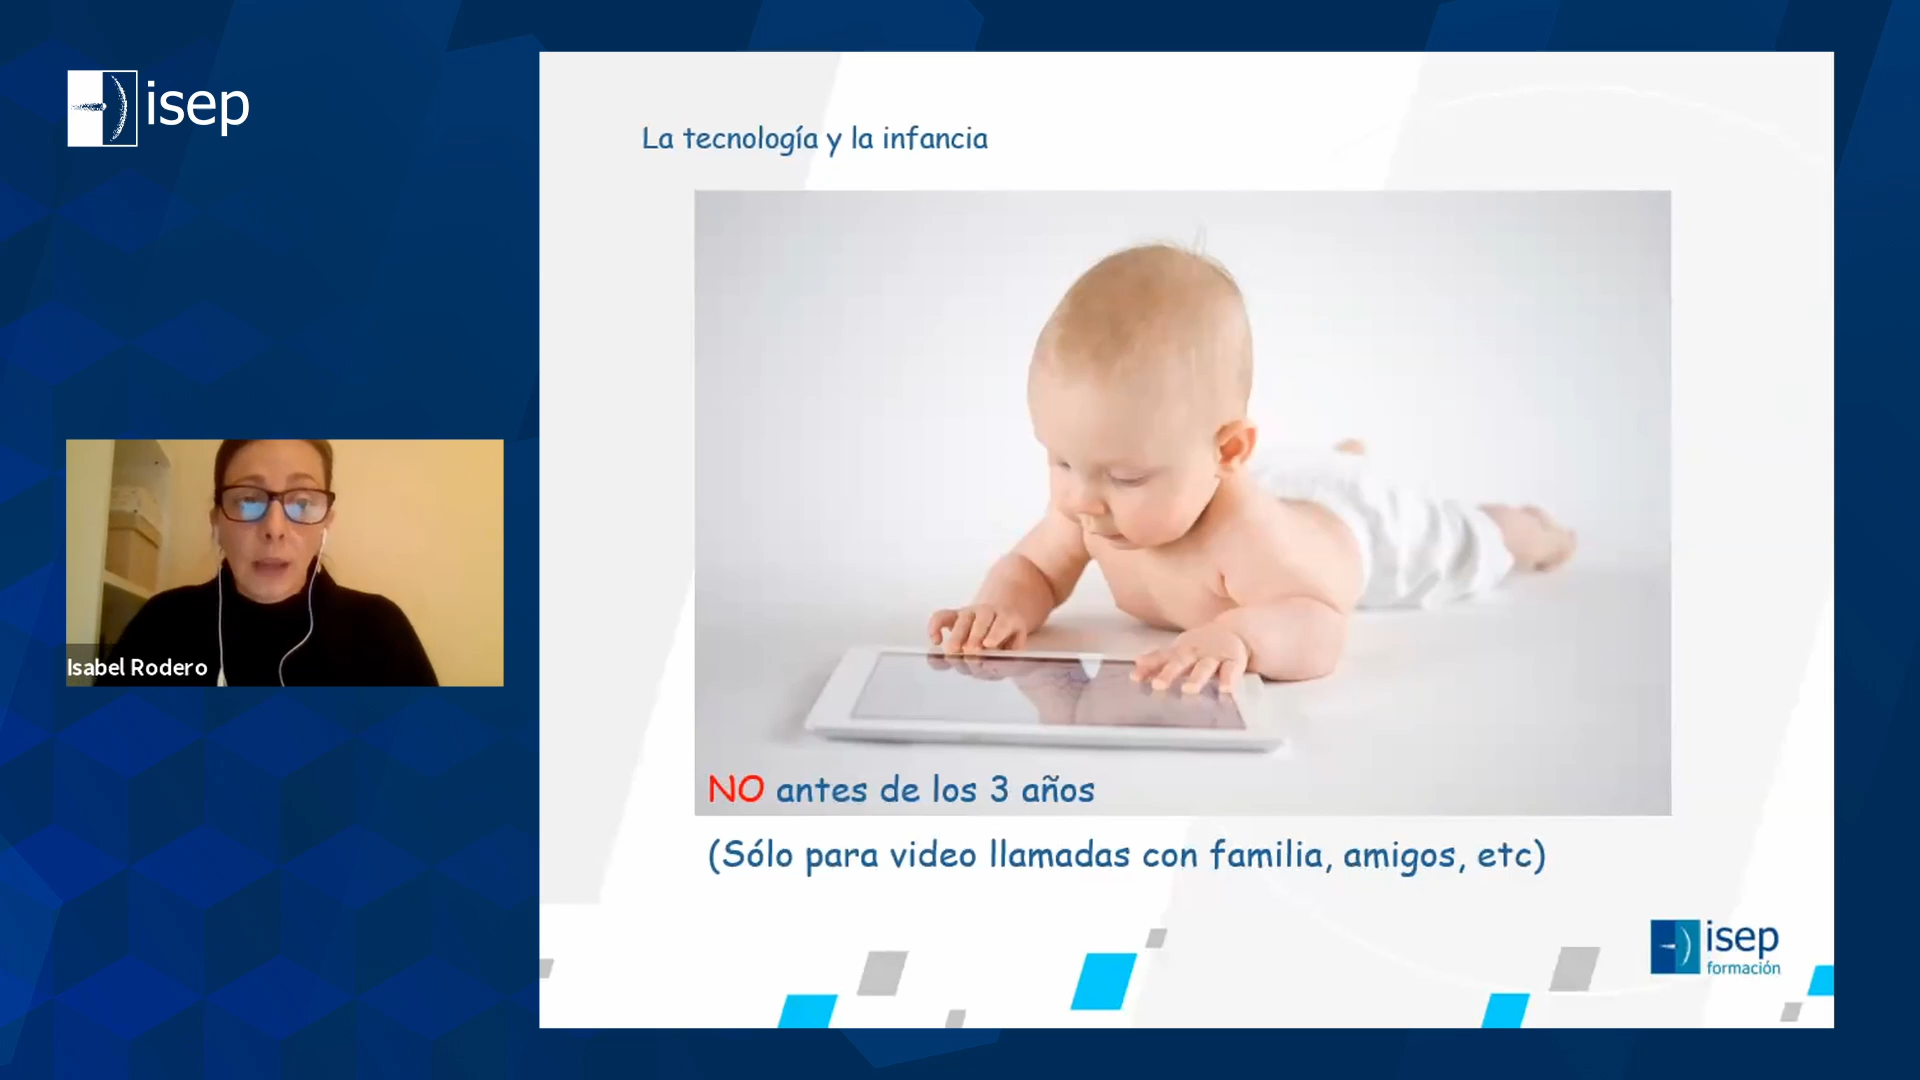 isep
La tecnología y la infancia
NO antes de los 3 años
(Sólo para video llamadas con familia, amigos, etc)
Isabel Rodero
isep
formación